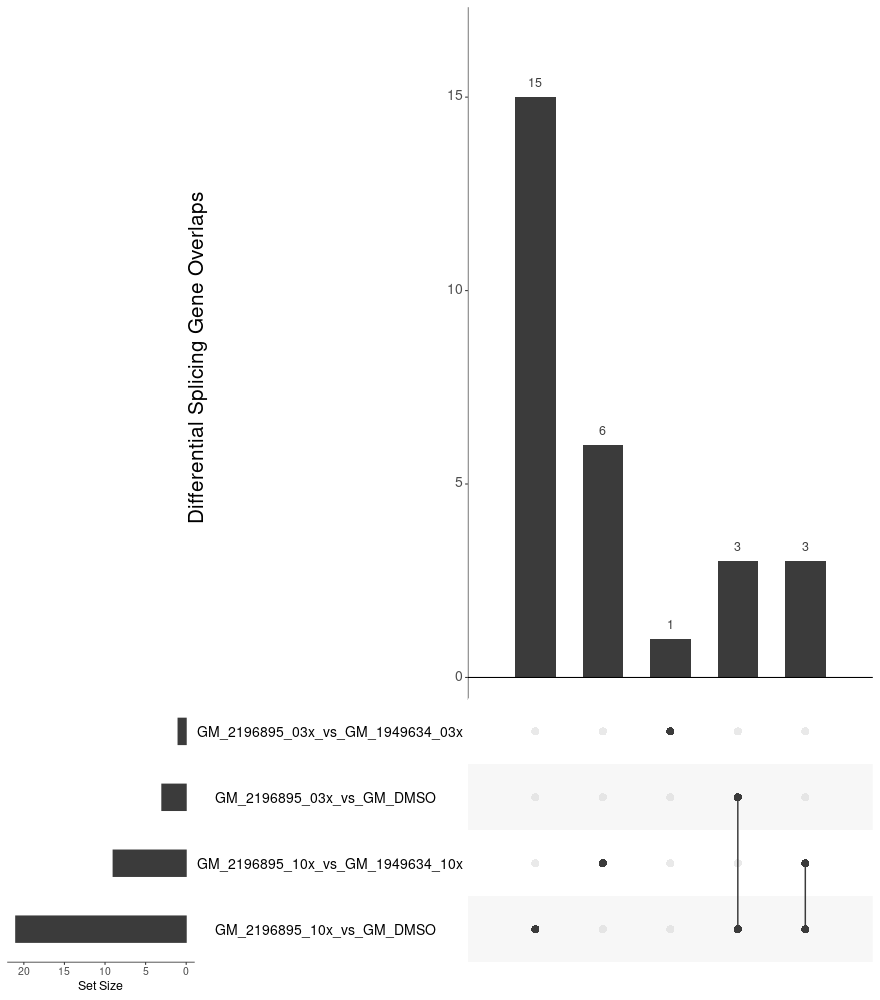 Differential Splicing Gene Overlaps
15
10
5
0
15
6
1
3
3
GM_2196895_03x_vs_GM_1949634_03x
GM_2196895_03x_vs_GM_DMSO
GM_2196895_10x_vs_GM_1949634_10x
GM_2196895_10x_vs_GM_DMSO
20 15 10 5 0
Set Size